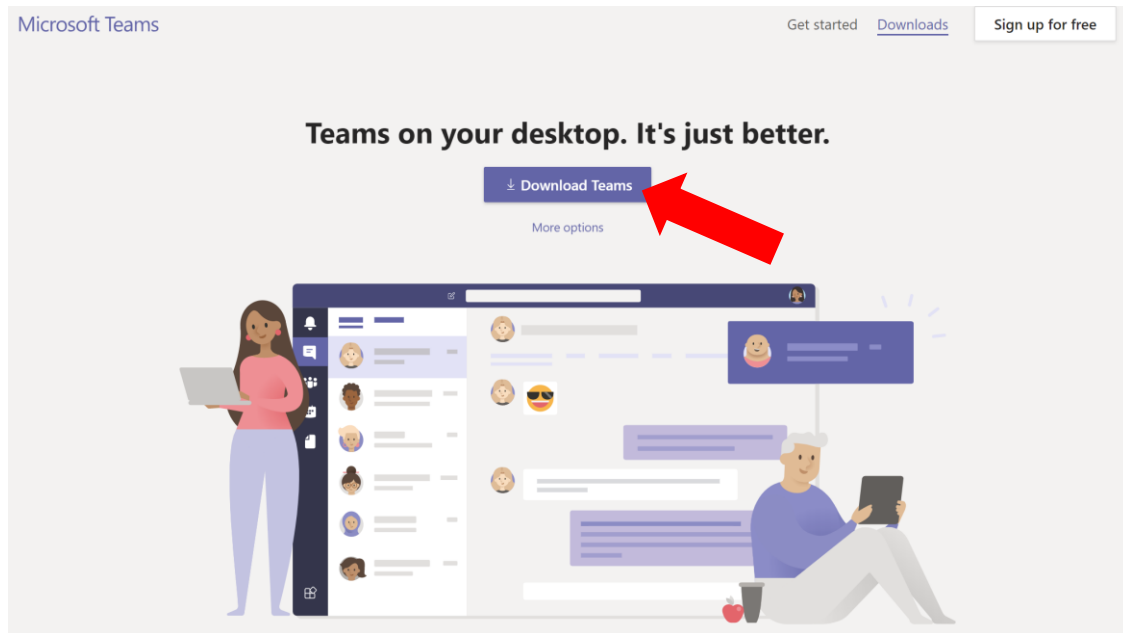 Microsoft Teams
Get started Downloads Sign up for free
Teams on your desktop. It's just better.
Download Teams
More options